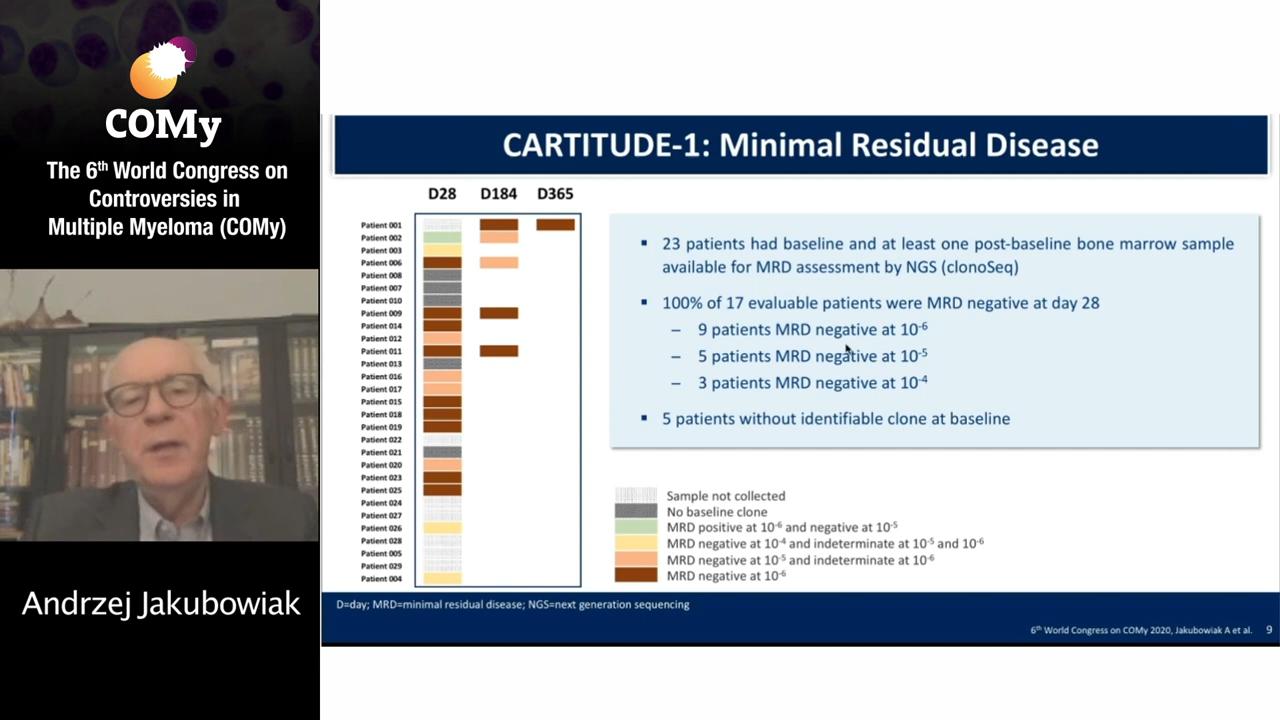 COMy
The 6th World Congress on
Controversies in
Multiple Myeloma (COMy)
Andrzej Jakubowiak
CARTITUDE-1: Minimal Residual Disease
D28 D184 D365
Patient 001
Patient 002
Patient 003
Patient 006
Patient 008
Patient 007
Patient 010
Patient 009
Patient 014
Patient 012
Patient 011
Patient 013
Patient 016
Patient 017
Patient 015
Patient 018
Patient 019
Patient 022
Patient 021
Patient 020
Patient 023
Patient 025
Patient 024
Patient 027
Patient 026
Patient 028
Patient 005
Patient 029
Patient 004
▪ 23 patients had baseline and at least one post-baseline bone marrow sample
available for MRD assessment by NGS (clonoSeq)
▪ 100% of 17 evaluable patients were MRD negative at day 28
– 9 patients MRD negative at 10-6
– 5 patients MRD negative at 10-5
– 3 patients MRD negative at 10-4
▪ 5 patients without identifiable clone at baseline
Sample not collected
No baseline clone
MRD positive at 10-6 and negative at 10-5
MRD negative at 10-4 and indeterminate at 10-5 and 10-6
MRD negative at 10-5 and indeterminate at 10-6
MRD negative at 10-6
D=day; MRD=minimal residual disease; NGS=next generation sequencing
6th World Congress on COMy 2020, Jakubowiak A et al. 9